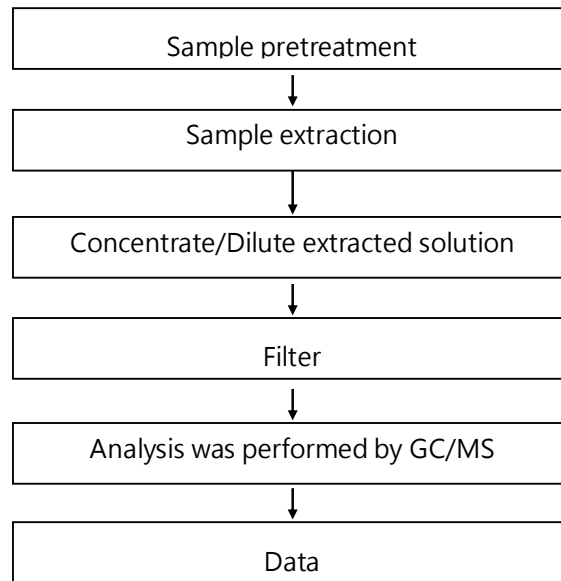 Sample pretreatment
Sample extraction
Concentrate/Dilute extracted solution
Filter
Analysis was performed by GC/MS
Data